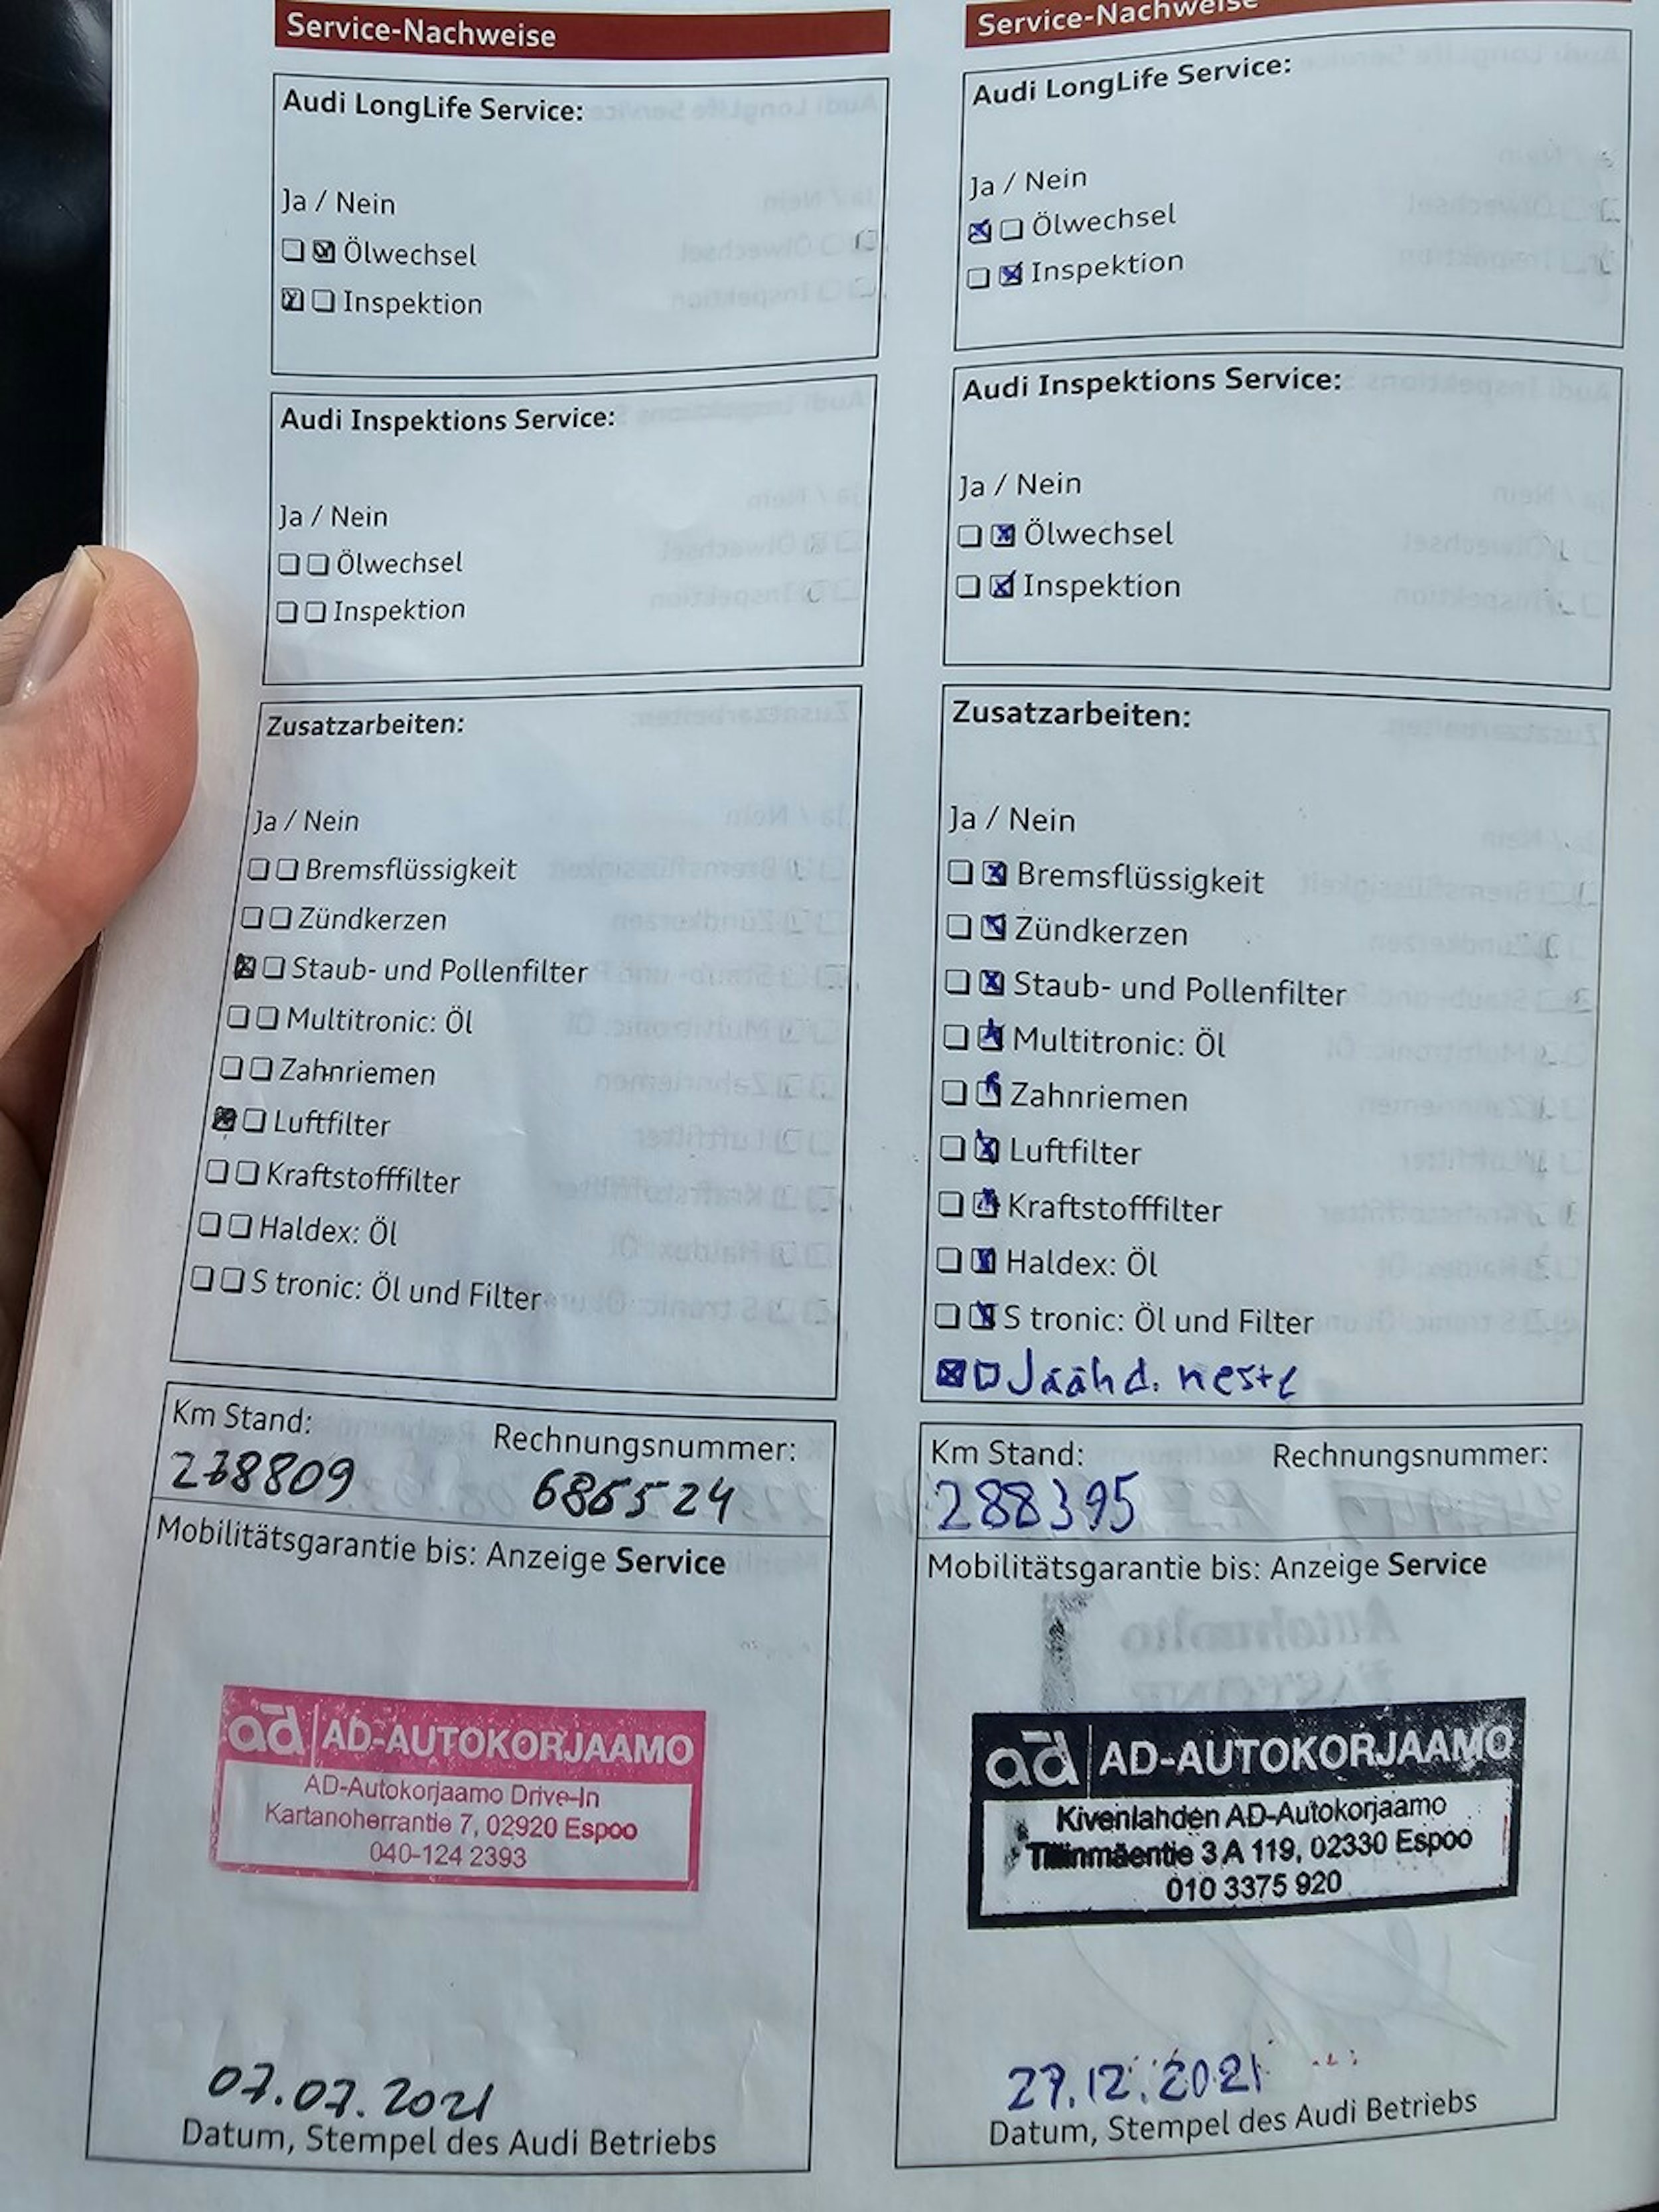 Service-Nachweise
Audi LongLife Service:
Ja / Nein
☐ ☒ Ölwechsel
☒ ☐ Inspektion
Audi Inspektions Service:
Ja / Nein
☐ ☐ Ölwechsel
☐ ☐ Inspektion
Zusatzarbeiten:
Ja / Nein
☐ ☐ Bremsflüssigkeit
☐ ☐ Zündkerzen
☒ ☐ Staub- und Pollenfilter
☐ ☐ Multitronic: Öl
☐ ☐ Zahnriemen
☒ ☐ Luftfilter
☐ ☐ Kraftstofffilter
☐ ☐ Haldex: Öl
☐ ☐ S tronic: Öl und Filter
Km Stand: Rechnungsnummer:
278809 686524
Mobilitätsgarantie bis: Anzeige Service
ad AD-AUTOKORJAAMO
AD-Autokorjaamo Drive-In
Kartanoherrantie 7, 02920 Espoo
040-124 2393
07.07.2021
Datum, Stempel des Audi Betriebs
Service-Nachweise
Audi LongLife Service:
Ja / Nein
☒ ☐ Ölwechsel
☐ ☒ Inspektion
Audi Inspektions Service:
Ja / Nein
☐ ☒ Ölwechsel
☐ ☒ Inspektion
Zusatzarbeiten:
Ja / Nein
☐ ☒ Bremsflüssigkeit
☐ ☒ Zündkerzen
☐ ☒ Staub- und Pollenfilter
☐ ☒ Multitronic: Öl
☐ ☒ Zahnriemen
☐ ☒ Luftfilter
☐ ☒ Kraftstofffilter
☐ ☒ Haldex: Öl
☐ ☒ S tronic: Öl und Filter
☒ ☐ Jäähd. neste
Km Stand: Rechnungsnummer:
288395
Mobilitätsgarantie bis: Anzeige Service
ad AD-AUTOKORJAAMO
Kivenlahden AD-Autokorjaamo
Tillinmäentie 3 A 119, 02330 Espoo
010 3375 920
27.12.2021
Datum, Stempel des Audi Betriebs